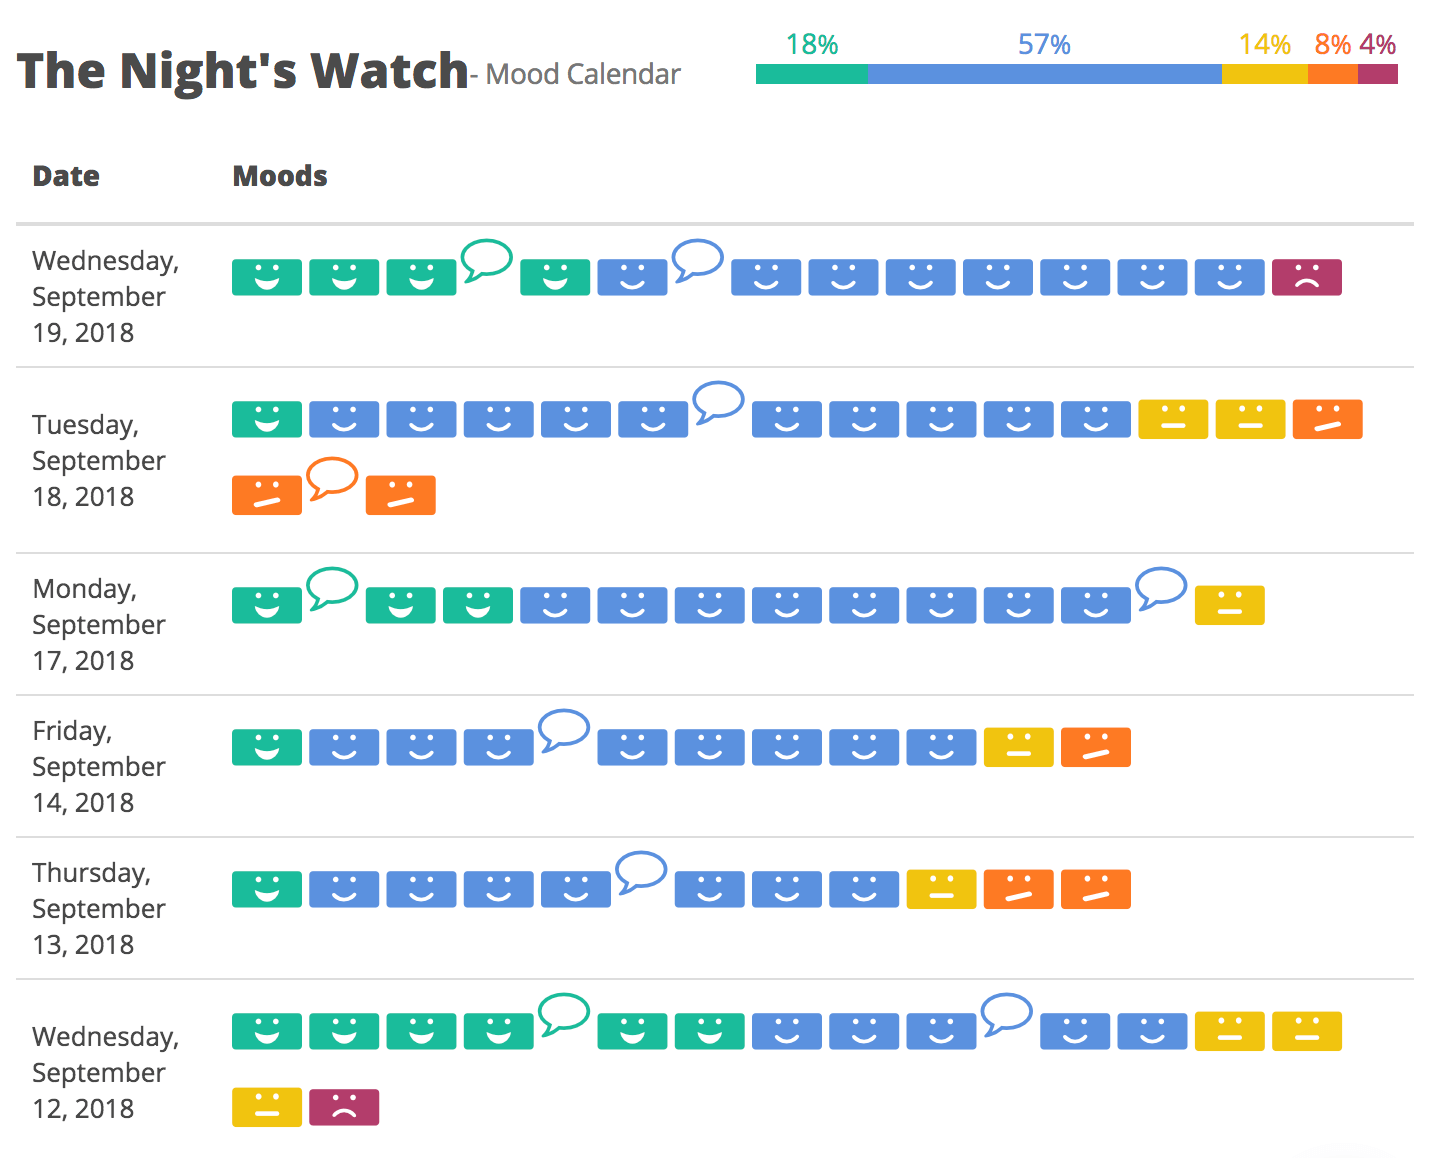 18% 57% 14% 8% 4%
The Night's Watch - Mood Calendar
Date Moods
Wednesday,
September
19, 2018
Tuesday,
September
18, 2018
Monday,
September
17, 2018
Friday,
September
14, 2018
Thursday,
September
13, 2018
Wednesday,
September
12, 2018